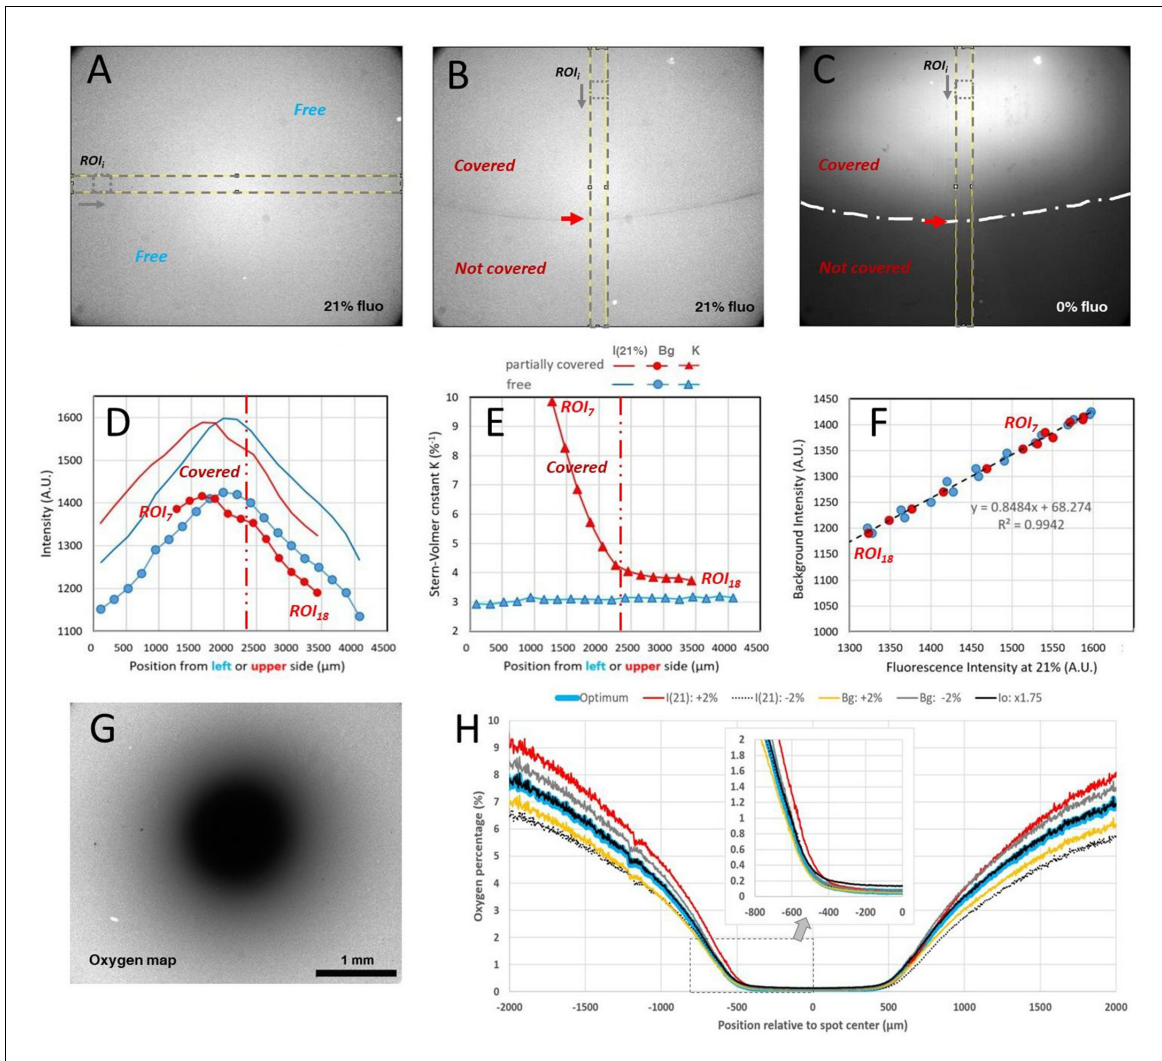 A
Free
ROIi
Free
21% fluo
B
ROIi
Covered
Not covered
21% fluo
C
ROIi
Covered
Not covered
0% fluo
I(21%) Bg K
partially covered
free
D
Intensity (A.U.)
1600
1500
1400
1300
1200
1100
Covered
ROI7
ROI18
0 500 1000 1500 2000 2500 3000 3500 4000 4500
Position from left or upper side (μm)
E
Stern-Volmer cnstant K (%-1)
10
9
8
7
6
5
4
3
2
ROI7
Covered
ROI18
0 500 1000 1500 2000 2500 3000 3500 4000 4500
Position from left or upper side (μm)
F
Background Intensity (A.U.)
1450
1400
1350
1300
1250
1200
1150
1100
1050
1000
ROI7
y = 0.8484x + 68.274
R² = 0.9942
ROI18
1300 1400 1500 1600
Fluorescence Intensity at 21% (A.U.)
G
Oxygen map
1 mm
Optimum I(21): +2% I(21): -2% Bg: +2% Bg: -2% Io: x1.75
H
Oxygen percentage (%)
10
9
8
7
6
5
4
3
2
1
0
2
1.8
1.6
1.4
1.2
1
0.8
0.6
0.4
0.2
0
-800 -600 -400 -200 0
-2000 -1500 -1000 -500 0 500 1000 1500 2000
Position relative to spot center (μm)